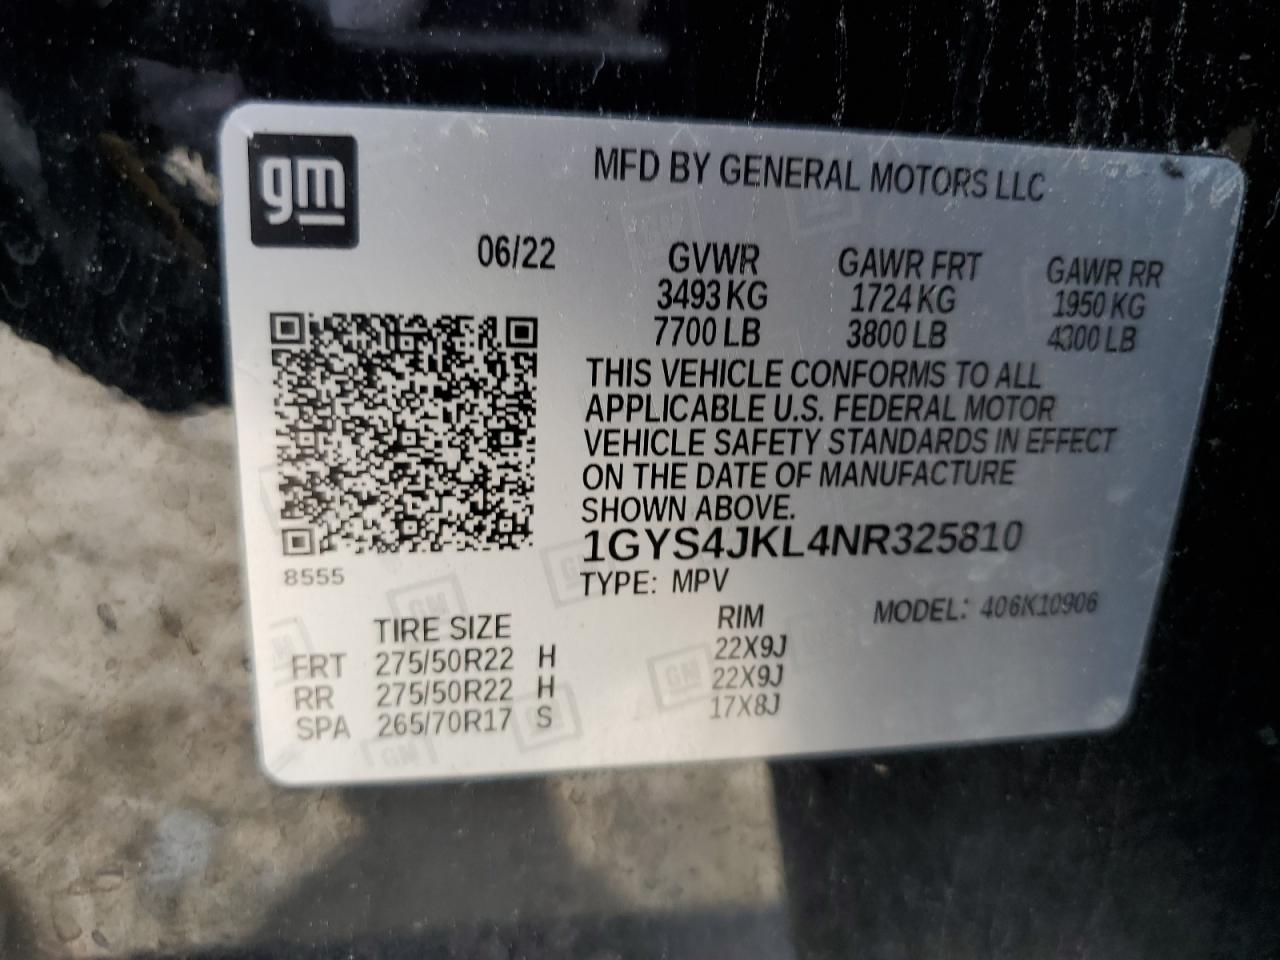 gm
MFD BY GENERAL MOTORS LLC
06/22 GVWR GAWR FRT GAWR RR
3493 KG 1724 KG 1950 KG
7700 LB 3800 LB 4300 LB
THIS VEHICLE CONFORMS TO ALL
APPLICABLE U.S. FEDERAL MOTOR
VEHICLE SAFETY STANDARDS IN EFFECT
ON THE DATE OF MANUFACTURE
SHOWN ABOVE.
1GYS4JKL4NR325810
8555
TYPE: MPV
MODEL: 406K10906
TIRE SIZE RIM
FRT 275/50R22 H 22X9J
RR 275/50R22 H 22X9J
SPA 265/70R17 S 17X8J